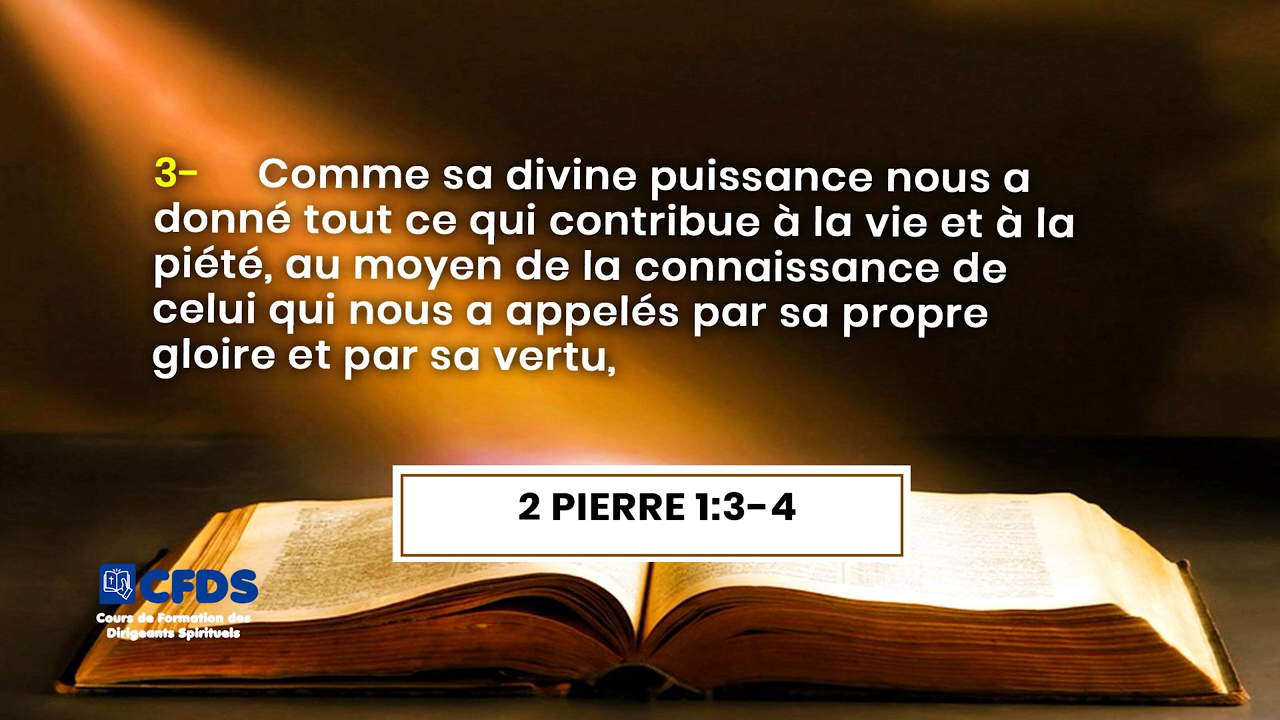 3- Comme sa divine puissance nous a
donné tout ce qui contribue à la vie et à la
piété, au moyen de la connaissance de
celui qui nous a appelés par sa propre
gloire et par sa vertu,
2 PIERRE 1:3-4
CFDS
Cours de Formation des
Dirigeants Spirituels